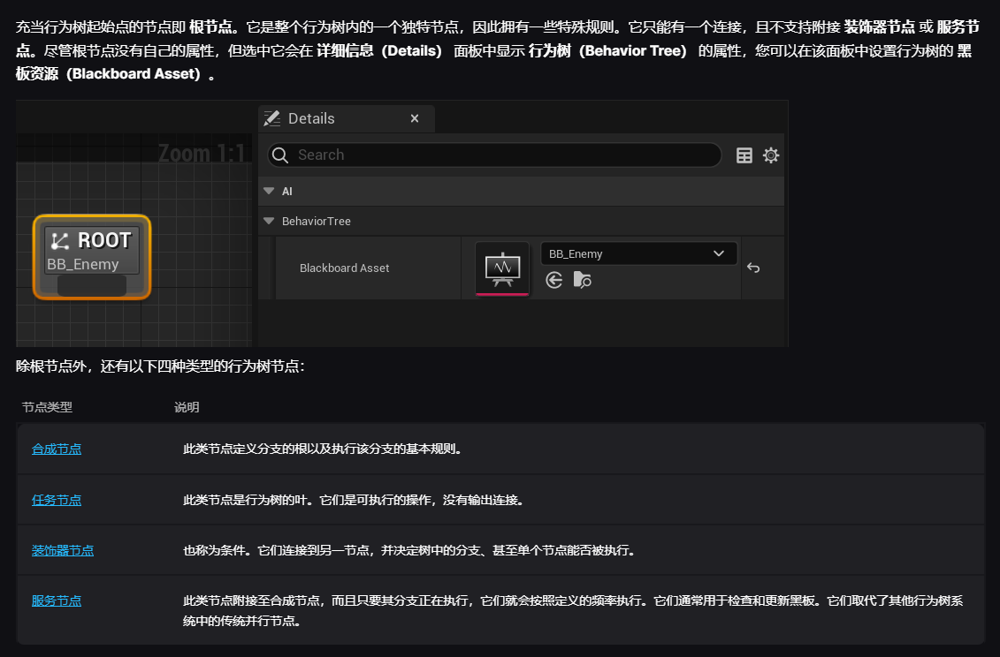 充当行为树起始点的节点即 根节点。它是整个行为树内的一个独特节点，因此拥有一些特殊规则。它只能有一个连接，且不支持附接 装饰器节点 或 服务节
点。尽管根节点没有自己的属性，但选中它会在 详细信息（Details） 面板中显示 行为树（Behavior Tree） 的属性，您可以在该面板中设置行为树的 黑
板资源（Blackboard Asset）。
Details
Zoom 1:1
Search
AI
BehaviorTree
ROOT
BB_Enemy
Blackboard Asset
BB_Enemy
除根节点外，还有以下四种类型的行为树节点：
节点类型 说明
合成节点 此类节点定义分支的根以及执行该分支的基本规则。
任务节点 此类节点是行为树的叶。它们是可执行的操作，没有输出连接。
装饰器节点 也称为条件。它们连接到另一节点，并决定树中的分支、甚至单个节点能否被执行。
服务节点 此类节点附接至合成节点，而且只要其分支正在执行，它们就会按照定义的频率执行。它们通常用于检查和更新黑板。它们取代了其他行为树系
统中的传统并行节点。